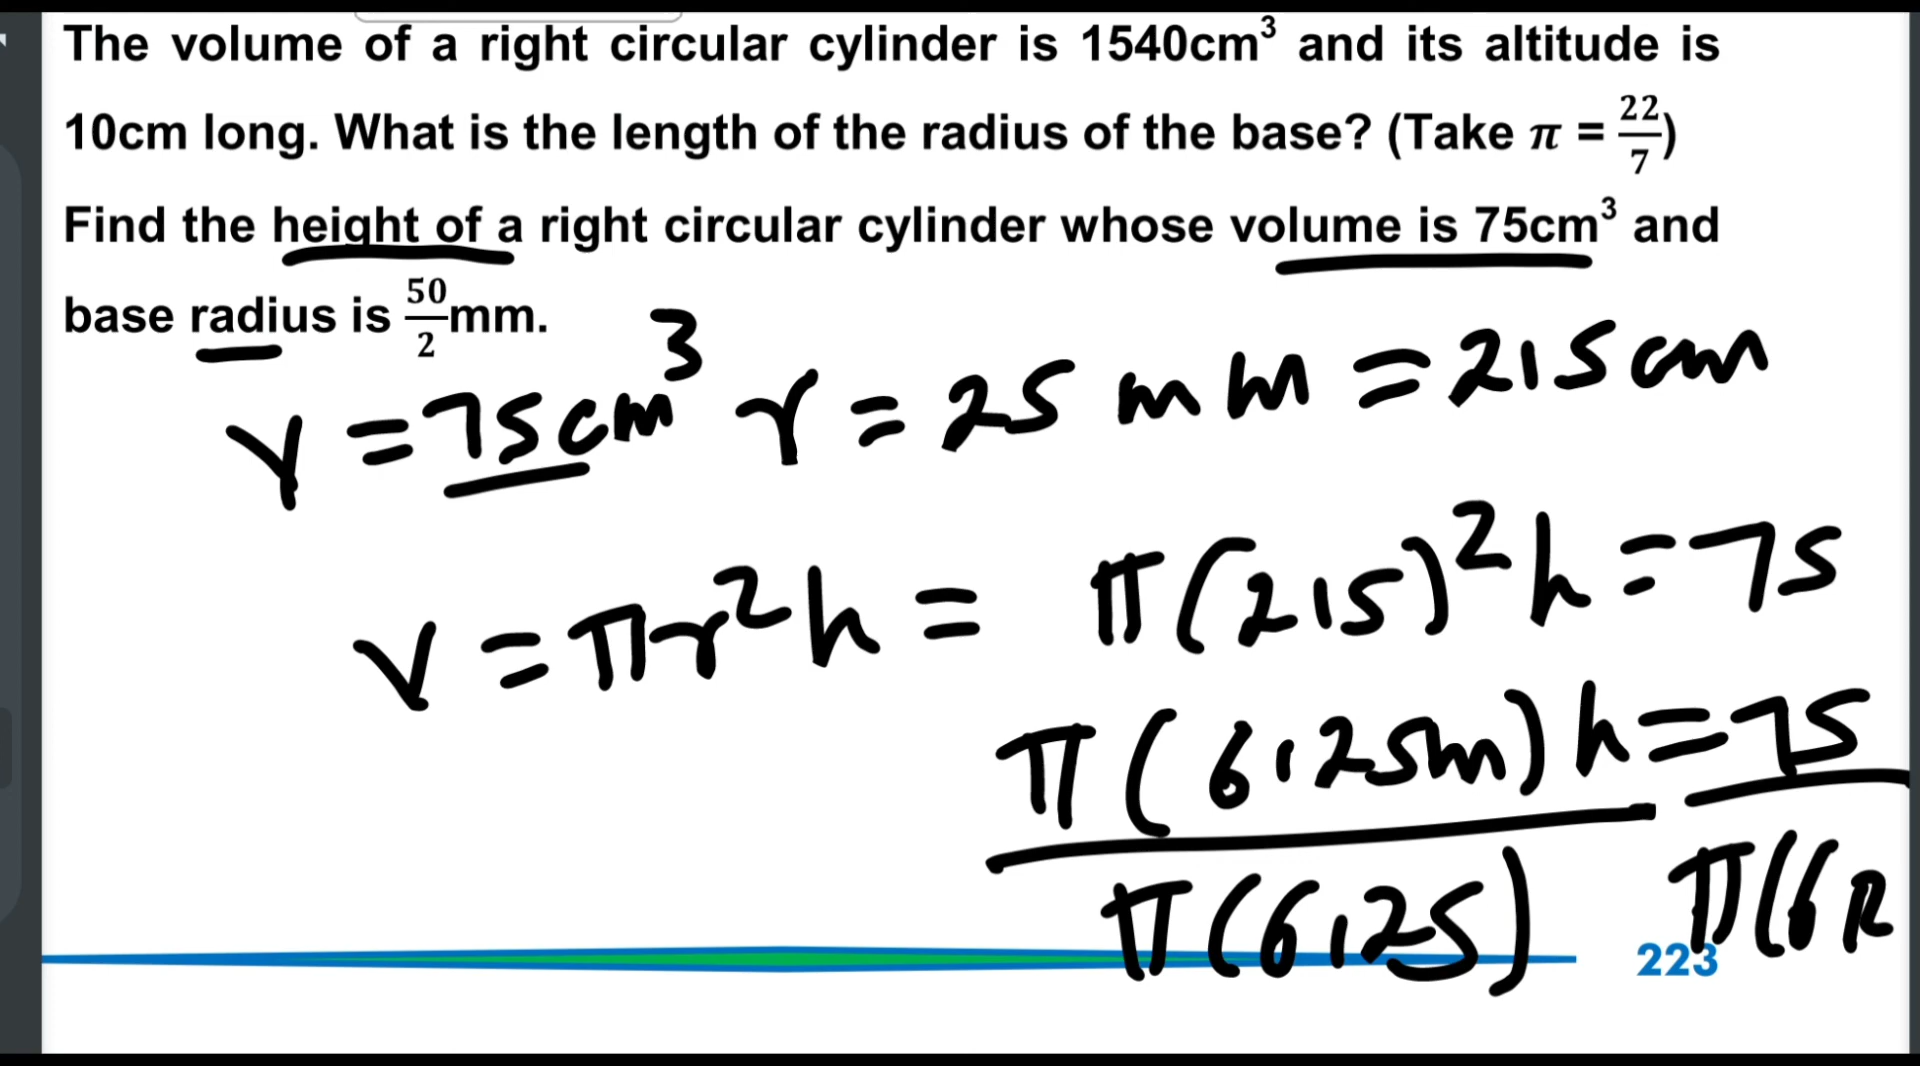 The volume of a right circular cylinder is 1540cm³ and its altitude is
10cm long. What is the length of the radius of the base? (Take π = 22/7)
Find the height of a right circular cylinder whose volume is 75cm³ and
base radius is 50/2 mm.
V = 75cm³ r = 25 mm = 2,5 cm
V = πr²h = π(2,5)²h = 75
π(6,25m)h = 75
π(6,25) π(6
223